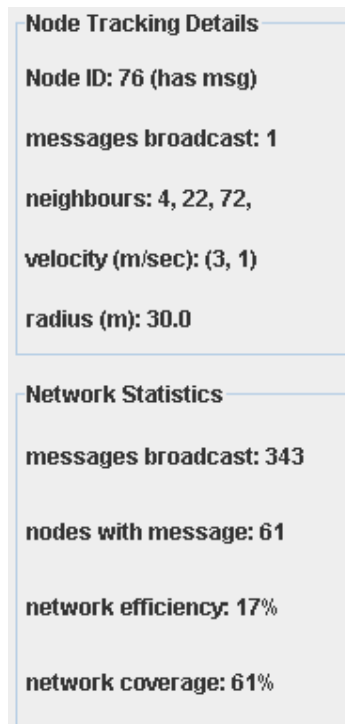 Node Tracking Details
Node ID: 76 (has msg)
messages broadcast: 1
neighbours: 4, 22, 72,
velocity (m/sec): (3, 1)
radius (m): 30.0
Network Statistics
messages broadcast: 343
nodes with message: 61
network efficiency: 17%
network coverage: 61%